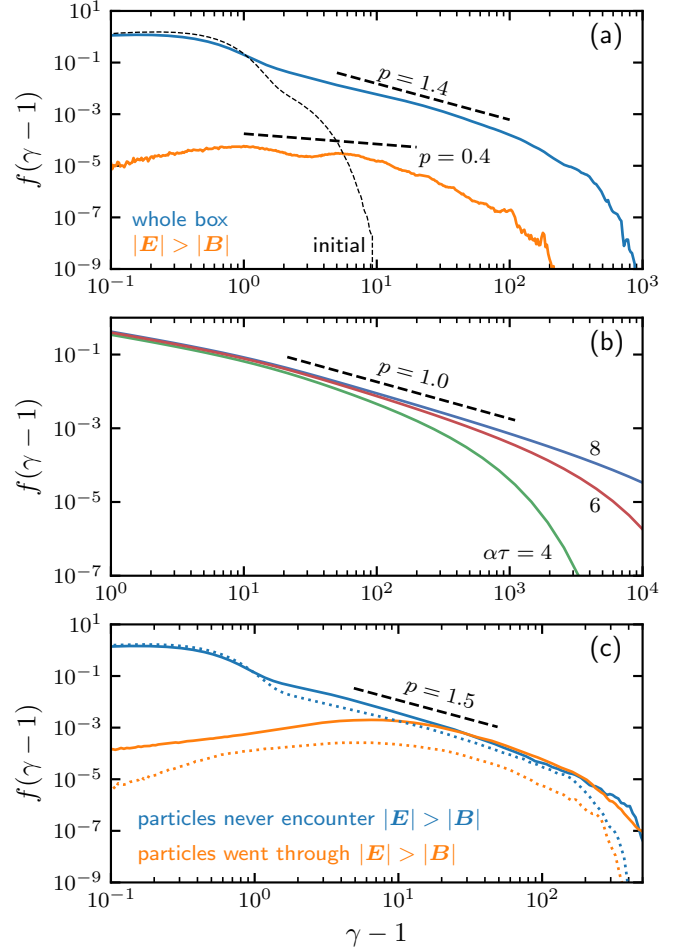 10^1
10^-1
10^-3
10^-5
10^-7
10^-9
f(γ − 1)
(a)
p = 1.4
p = 0.4
whole box
|E| > |B|
initial
10^-1
10^0
10^1
10^2
10^3
10^-1
10^-3
10^-5
10^-7
f(γ − 1)
(b)
p = 1.0
8
6
ατ = 4
10^0
10^1
10^2
10^3
10^4
10^1
10^-1
10^-3
10^-5
10^-7
10^-9
f(γ − 1)
(c)
p = 1.5
particles never encounter |E| > |B|
particles went through |E| > |B|
10^-1
10^0
10^1
10^2
γ − 1